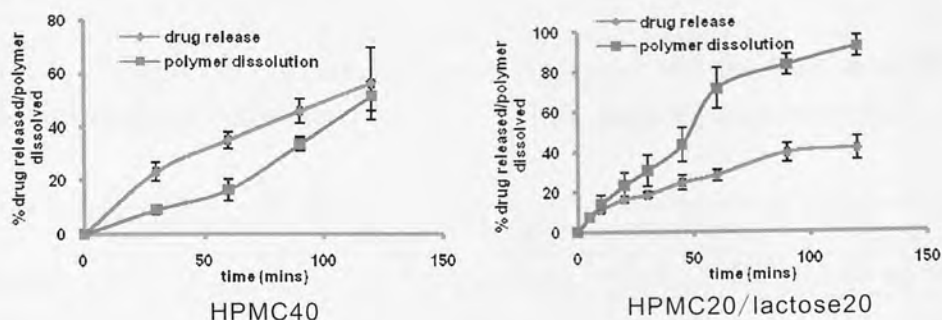 80
60
40
20
0
0
50
100
150
% drug released/polymer
dissolved
drug release
polymer dissolution
time (mins)
HPMC40
100
80
60
40
20
0
0
50
100
150
% drug released/polymer
dissolved
drug release
polymer dissolution
time (mins)
HPMC20/lactose20